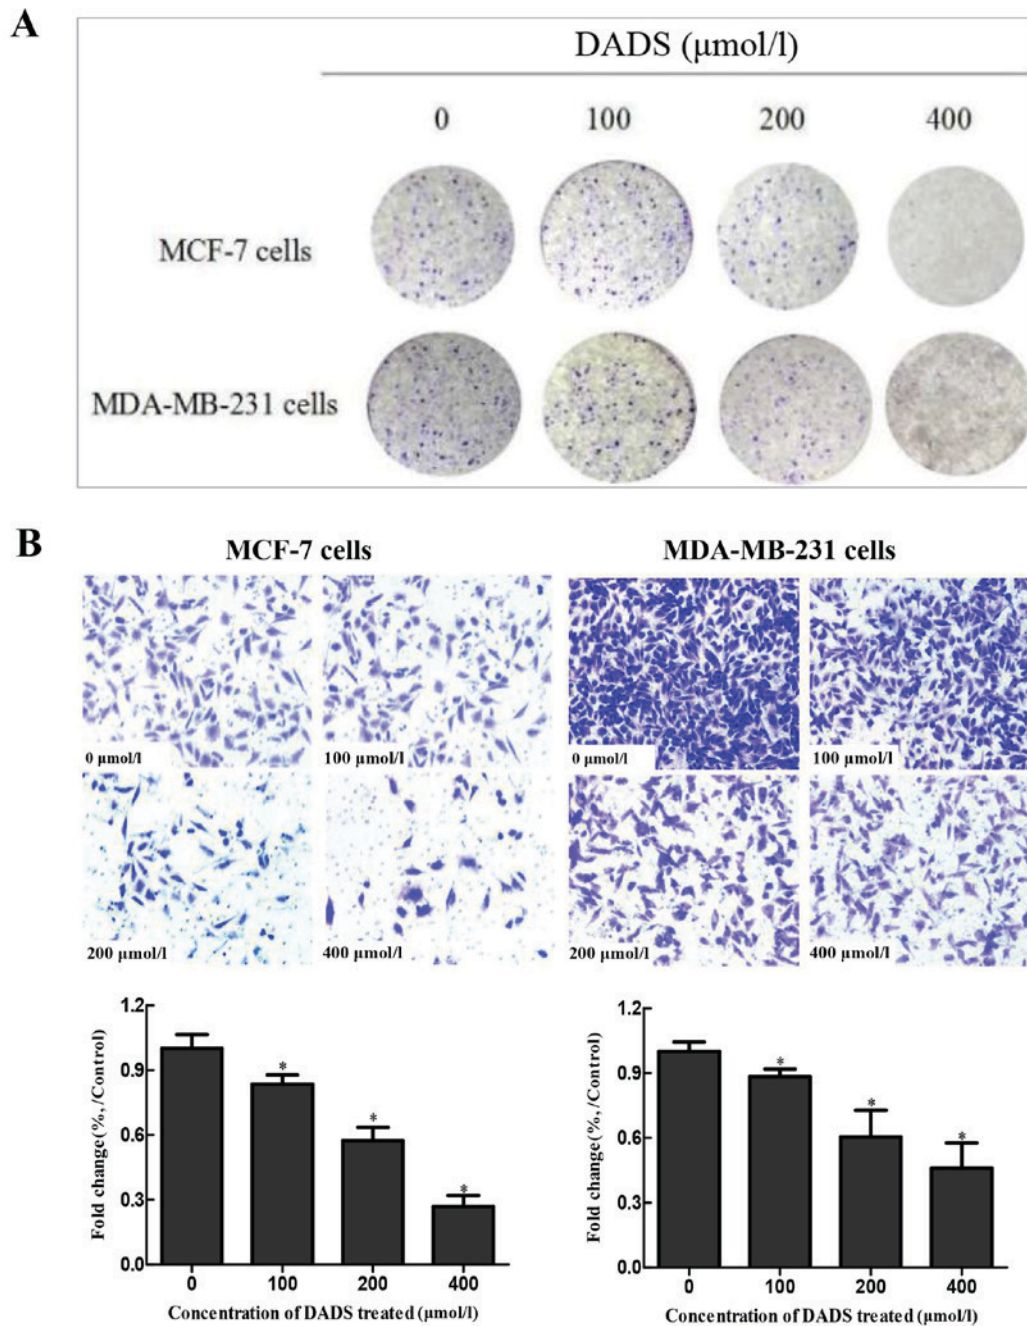 A
DADS (μmol/l)
0 100 200 400
MCF-7 cells
MDA-MB-231 cells
B
MCF-7 cells MDA-MB-231 cells
0 μmol/l 100 μmol/l 0 μmol/l 100 μmol/l
200 μmol/l 400 μmol/l 200 μmol/l 400 μmol/l
Fold change(%,/Control)
1.2
0.9
0.6
0.3
0.0
* * *
0 100 200 400
Concentration of DADS treated (μmol/l)
Fold change(%,/Control)
1.2
0.9
0.6
0.3
0.0
* * *
0 100 200 400
Concentration of DADS treated (μmol/l)